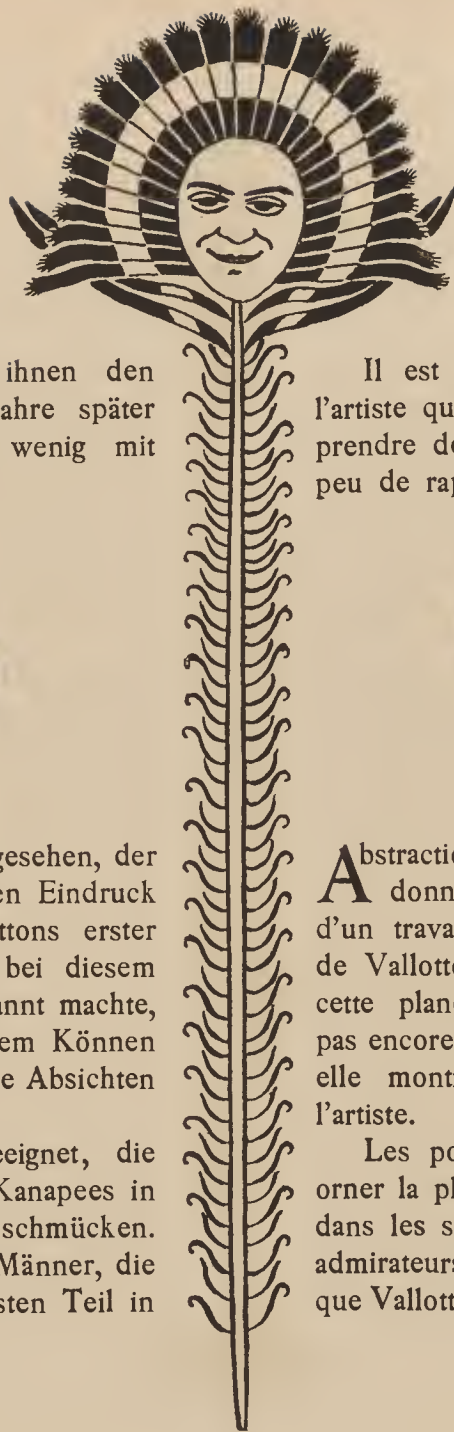 ihnen den
ahre später
wenig mit
gesehen, der
en Eindruck
ttons erster
bei diesem
annt machte,
em Können
e Absichten
eeignet, die
Kanapees in
schmücken.
Männer, die
sten Teil in
Il est
l'artiste qu
prendre de
peu de rap
Abstractio
donn
d'un trava
de Vallotte
cette plan
pas encore
elle mont
l'artiste.
Les po
orner la pl
dans les s
admirateurs
que Vallott